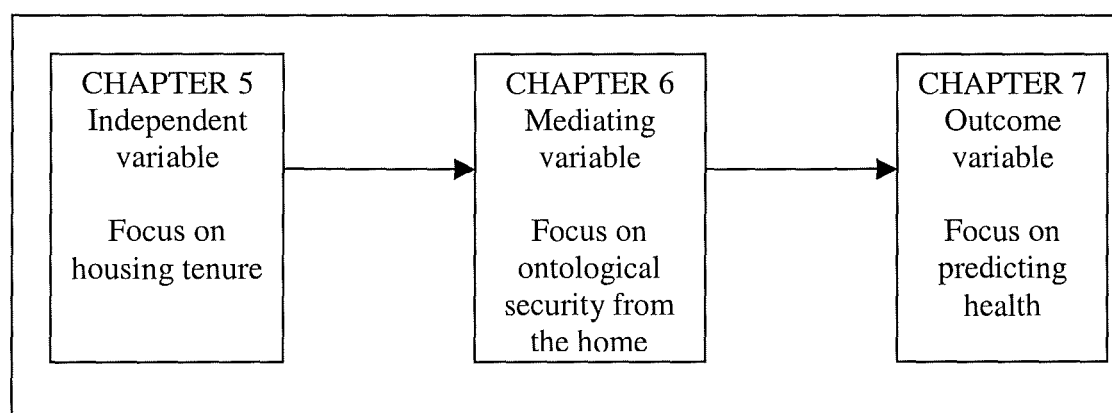 CHAPTER 5
Independent
variable
Focus on
housing tenure
CHAPTER 6
Mediating
variable
Focus on
ontological
security from
the home
CHAPTER 7
Outcome
variable
Focus on
predicting
health